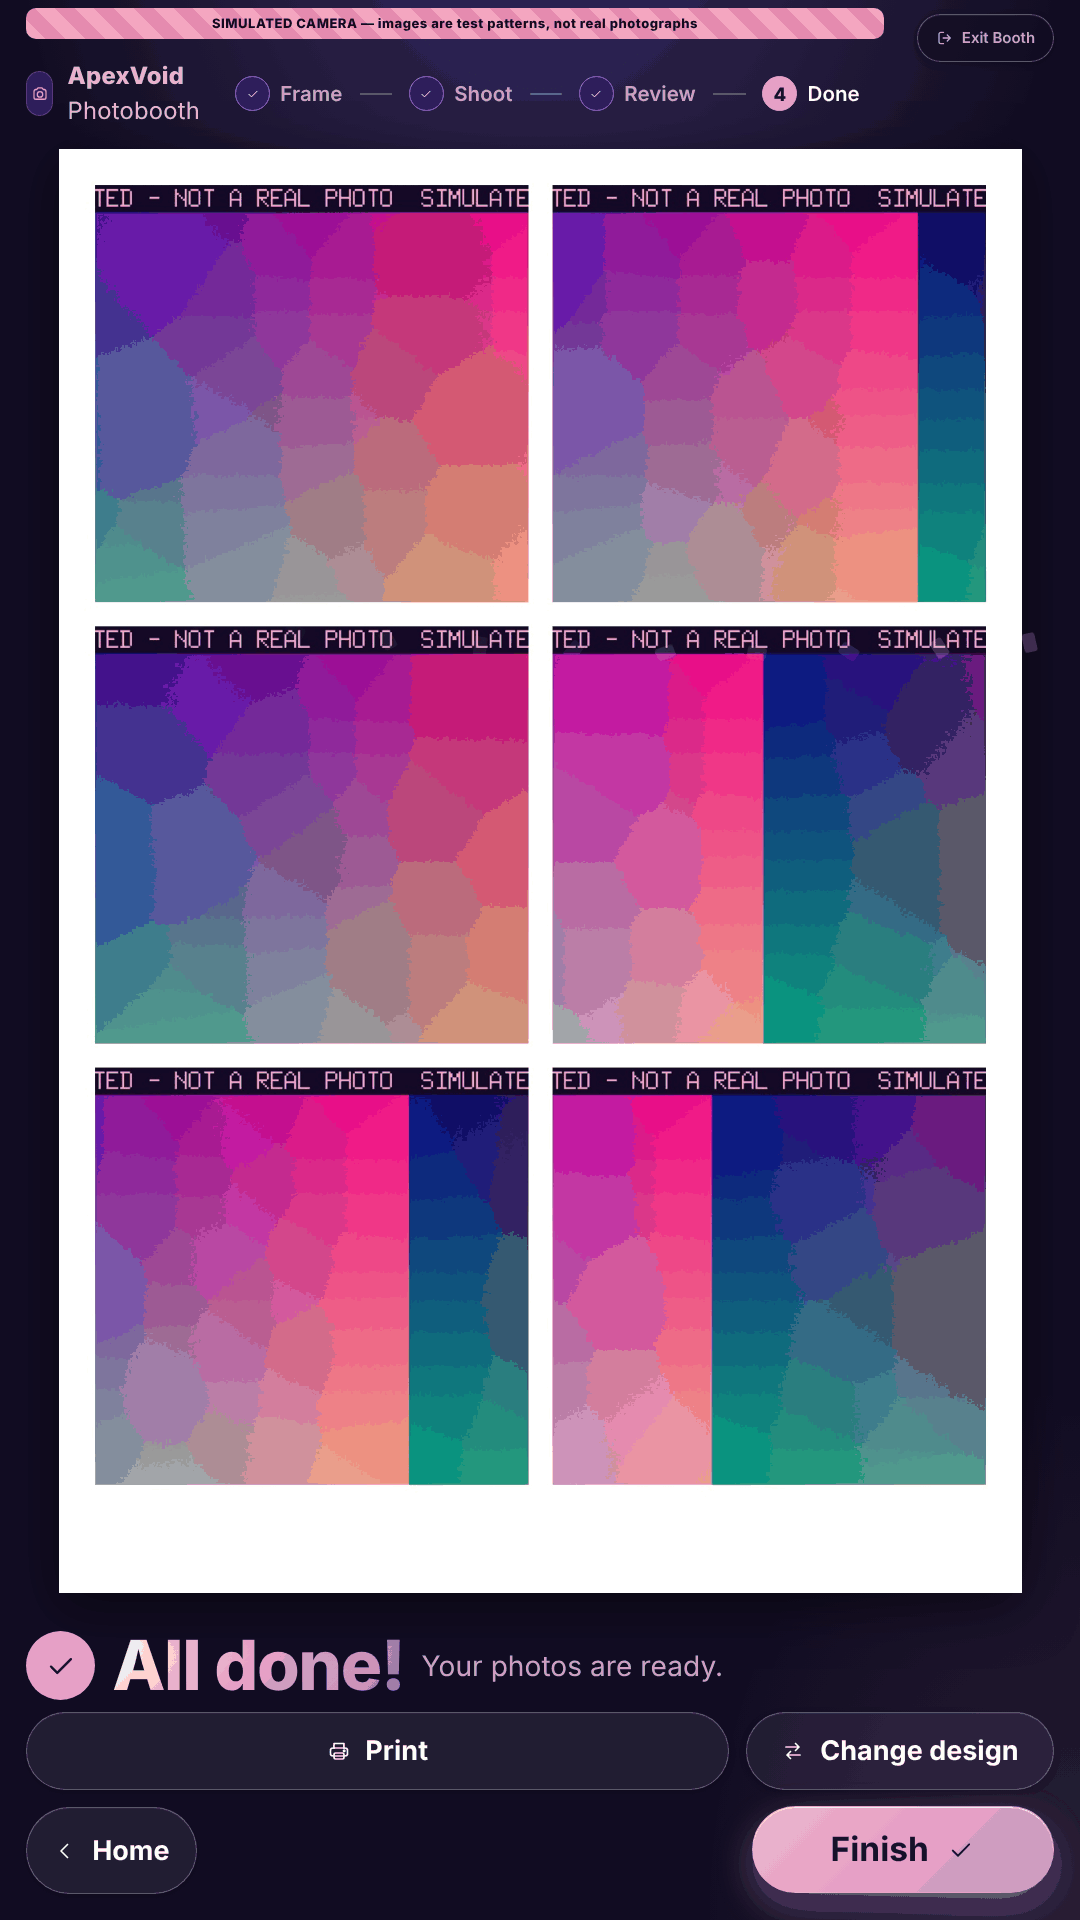 SIMULATED CAMERA — images are test patterns, not real photographs
Exit Booth
ApexVoid
Photobooth
Frame
Shoot
Review
4 Done
TED - NOT A REAL PHOTO SIMULATE
TED - NOT A REAL PHOTO SIMULATE
TED - NOT A REAL PHOTO SIMULATE
TED - NOT A REAL PHOTO SIMULATE
TED - NOT A REAL PHOTO SIMULATE
TED - NOT A REAL PHOTO SIMULATE
All done! Your photos are ready.
Print
Change design
Home
Finish